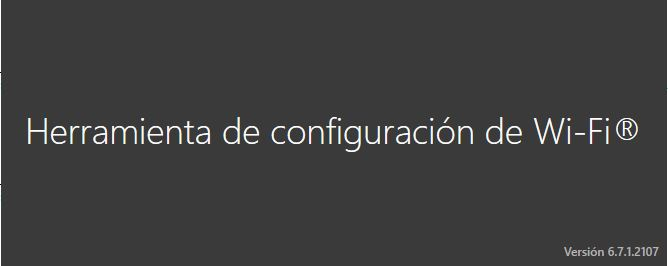 Herramienta de configuración de Wi-Fi®
Versión 6.7.1.2107